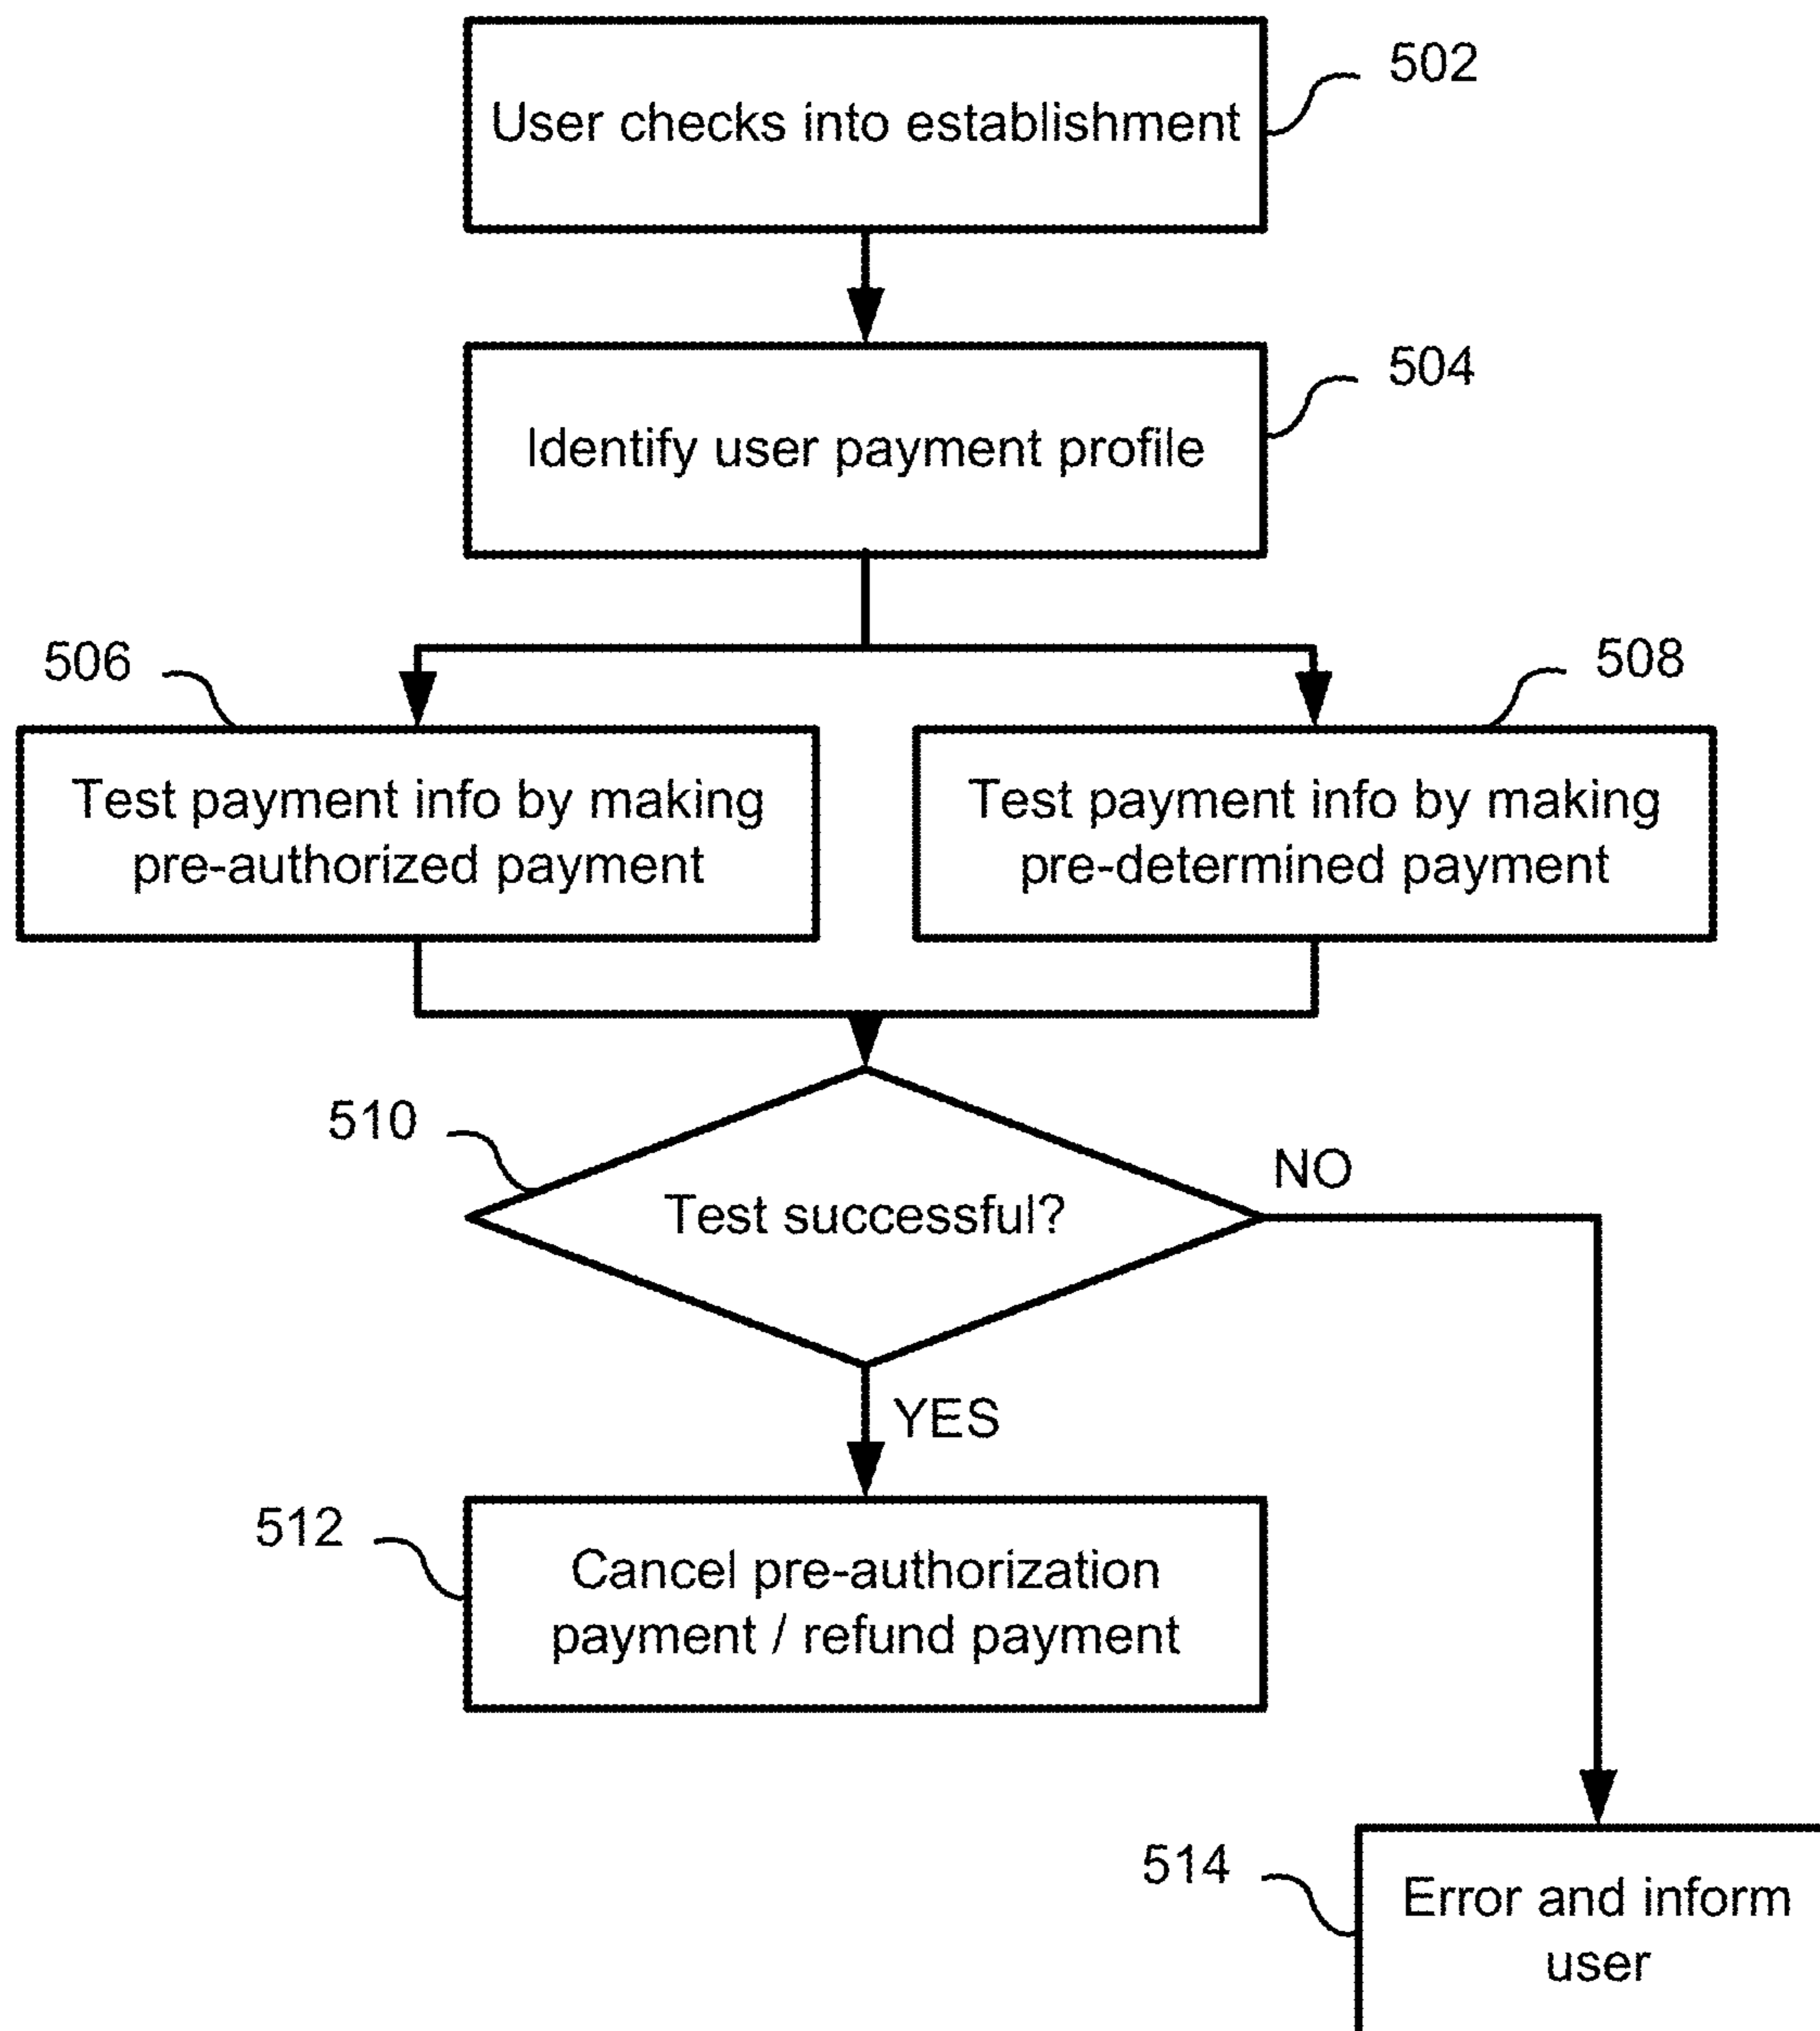 502
User checks into establishment
504
Identify user payment profile
506
508
Test payment info by making
pre-authorized payment
Test payment info by making
pre-determined payment
510
NO
Test successful?
YES
512
Cancel pre-authorization
payment / refund payment
514
Error and inform
user